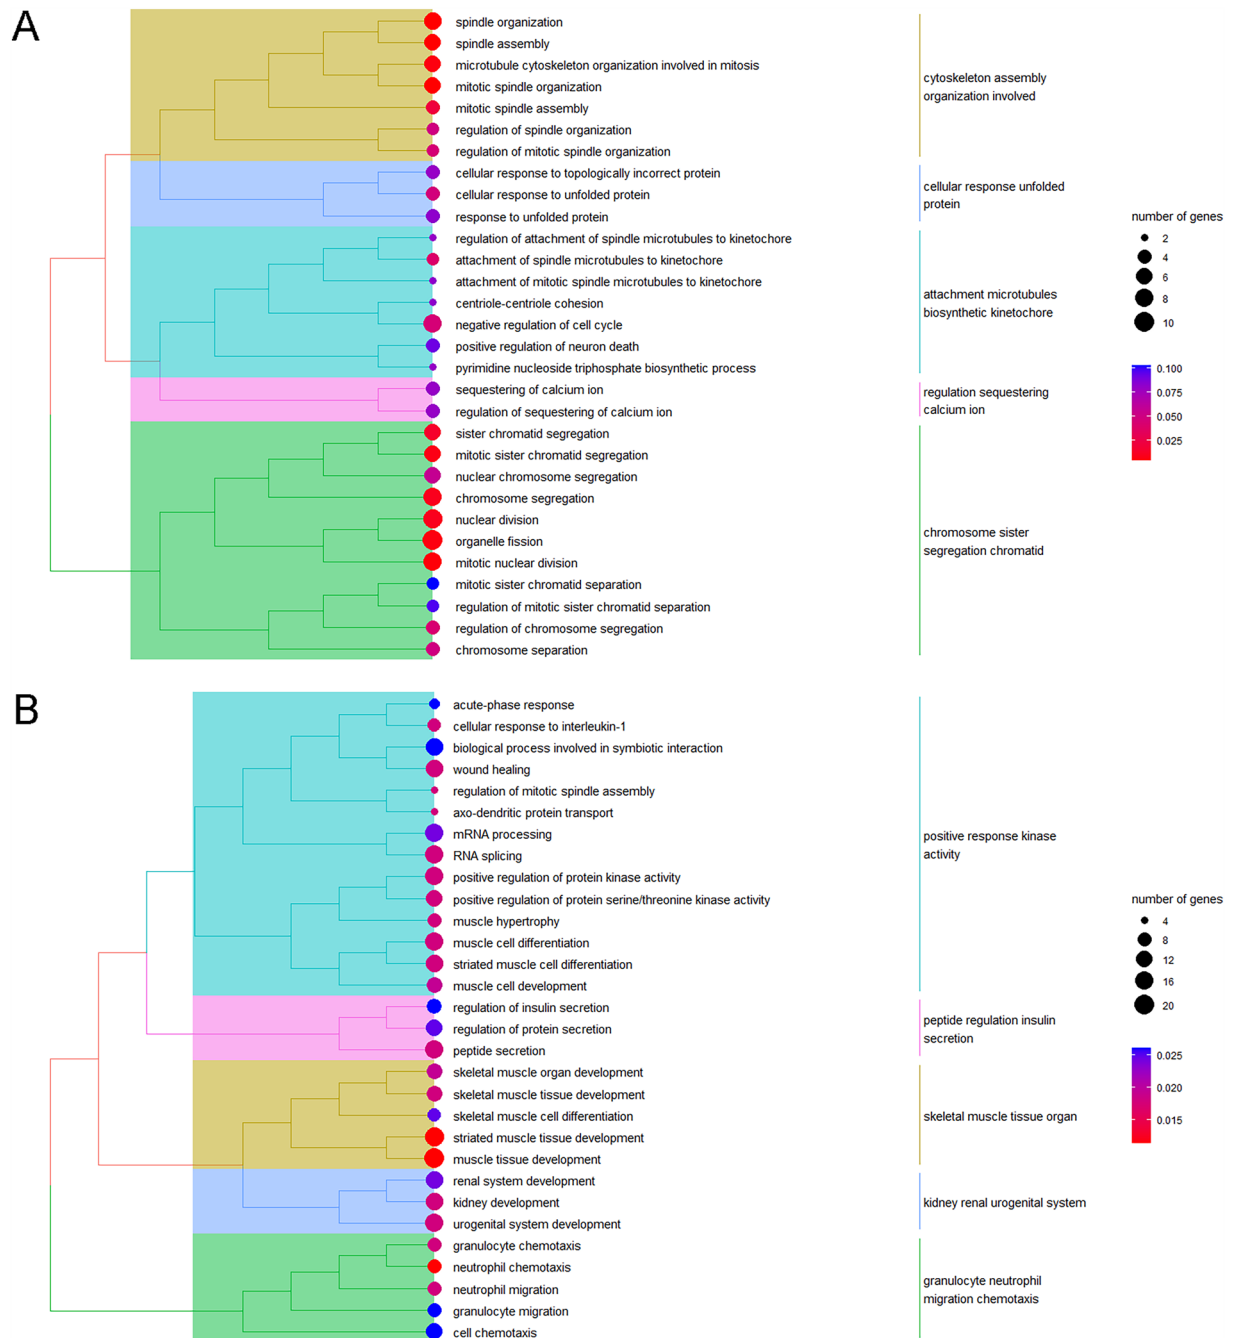 A
spindle organization
spindle assembly
microtubule cytoskeleton organization involved in mitosis
mitotic spindle organization
mitotic spindle assembly
regulation of spindle organization
regulation of mitotic spindle organization
cellular response to topologically incorrect protein
cellular response to unfolded protein
response to unfolded protein
regulation of attachment of spindle microtubules to kinetochore
attachment of spindle microtubules to kinetochore
attachment of mitotic spindle microtubules to kinetochore
centriole-centriole cohesion
negative regulation of cell cycle
positive regulation of neuron death
pyrimidine nucleoside triphosphate biosynthetic process
sequestering of calcium ion
regulation of sequestering of calcium ion
sister chromatid segregation
mitotic sister chromatid segregation
nuclear chromosome segregation
chromosome segregation
nuclear division
organelle fission
mitotic nuclear division
mitotic sister chromatid separation
regulation of mitotic sister chromatid separation
regulation of chromosome segregation
chromosome separation
cytoskeleton assembly
organization involved
cellular response unfolded
protein
attachment microtubules
biosynthetic kinetochore
regulation sequestering
calcium ion
chromosome sister
segregation chromatid
number of genes
2
4
6
8
10
0.100
0.075
0.050
0.025
B
acute-phase response
cellular response to interleukin-1
biological process involved in symbiotic interaction
wound healing
regulation of mitotic spindle assembly
axo-dendritic protein transport
mRNA processing
RNA splicing
positive regulation of protein kinase activity
positive regulation of protein serine/threonine kinase activity
muscle hypertrophy
muscle cell differentiation
striated muscle cell differentiation
muscle cell development
regulation of insulin secretion
regulation of protein secretion
peptide secretion
skeletal muscle organ development
skeletal muscle tissue development
skeletal muscle cell differentiation
striated muscle tissue development
muscle tissue development
renal system development
kidney development
urogenital system development
granulocyte chemotaxis
neutrophil chemotaxis
neutrophil migration
granulocyte migration
cell chemotaxis
positive response kinase
activity
peptide regulation insulin
secretion
skeletal muscle tissue organ
kidney renal urogenital system
granulocyte neutrophil
migration chemotaxis
number of genes
4
8
12
16
20
0.025
0.020
0.015